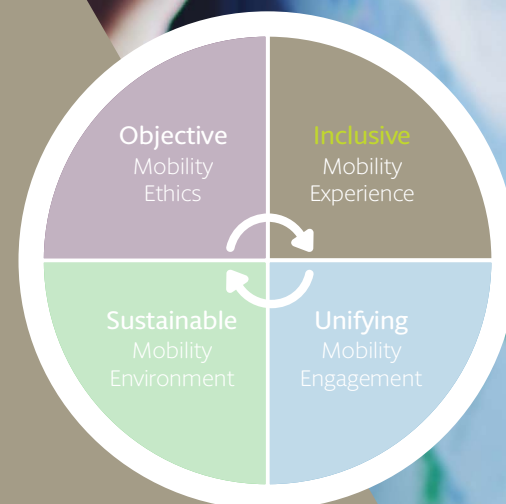 Objective
Mobility
Ethics
Inclusive
Mobility
Experience
Sustainable
Mobility
Environment
Unifying
Mobility
Engagement